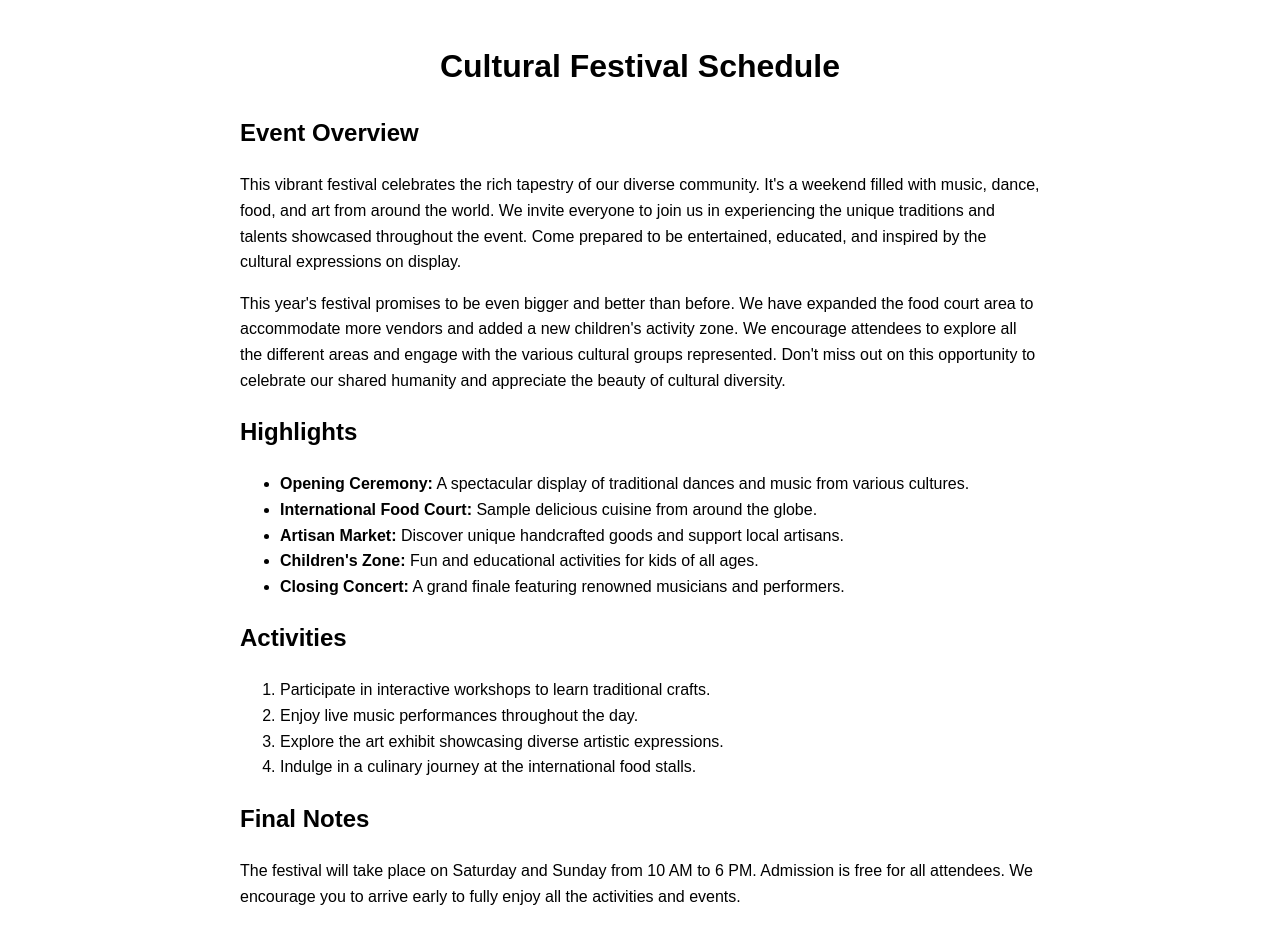 Cultural Festival Schedule
Event Overview
This vibrant festival celebrates the rich tapestry of our diverse community. It's a weekend filled with music, dance,
food, and art from around the world. We invite everyone to join us in experiencing the unique traditions and
talents showcased throughout the event. Come prepared to be entertained, educated, and inspired by the
cultural expressions on display.
This year's festival promises to be even bigger and better than before. We have expanded the food court area to
accommodate more vendors and added a new children's activity zone. We encourage attendees to explore all
the different areas and engage with the various cultural groups represented. Don't miss out on this opportunity to
celebrate our shared humanity and appreciate the beauty of cultural diversity.
Highlights
• Opening Ceremony: A spectacular display of traditional dances and music from various cultures.
• International Food Court: Sample delicious cuisine from around the globe.
• Artisan Market: Discover unique handcrafted goods and support local artisans.
• Children's Zone: Fun and educational activities for kids of all ages.
• Closing Concert: A grand finale featuring renowned musicians and performers.
Activities
1. Participate in interactive workshops to learn traditional crafts.
2. Enjoy live music performances throughout the day.
3. Explore the art exhibit showcasing diverse artistic expressions.
4. Indulge in a culinary journey at the international food stalls.
Final Notes
The festival will take place on Saturday and Sunday from 10 AM to 6 PM. Admission is free for all attendees. We
encourage you to arrive early to fully enjoy all the activities and events.